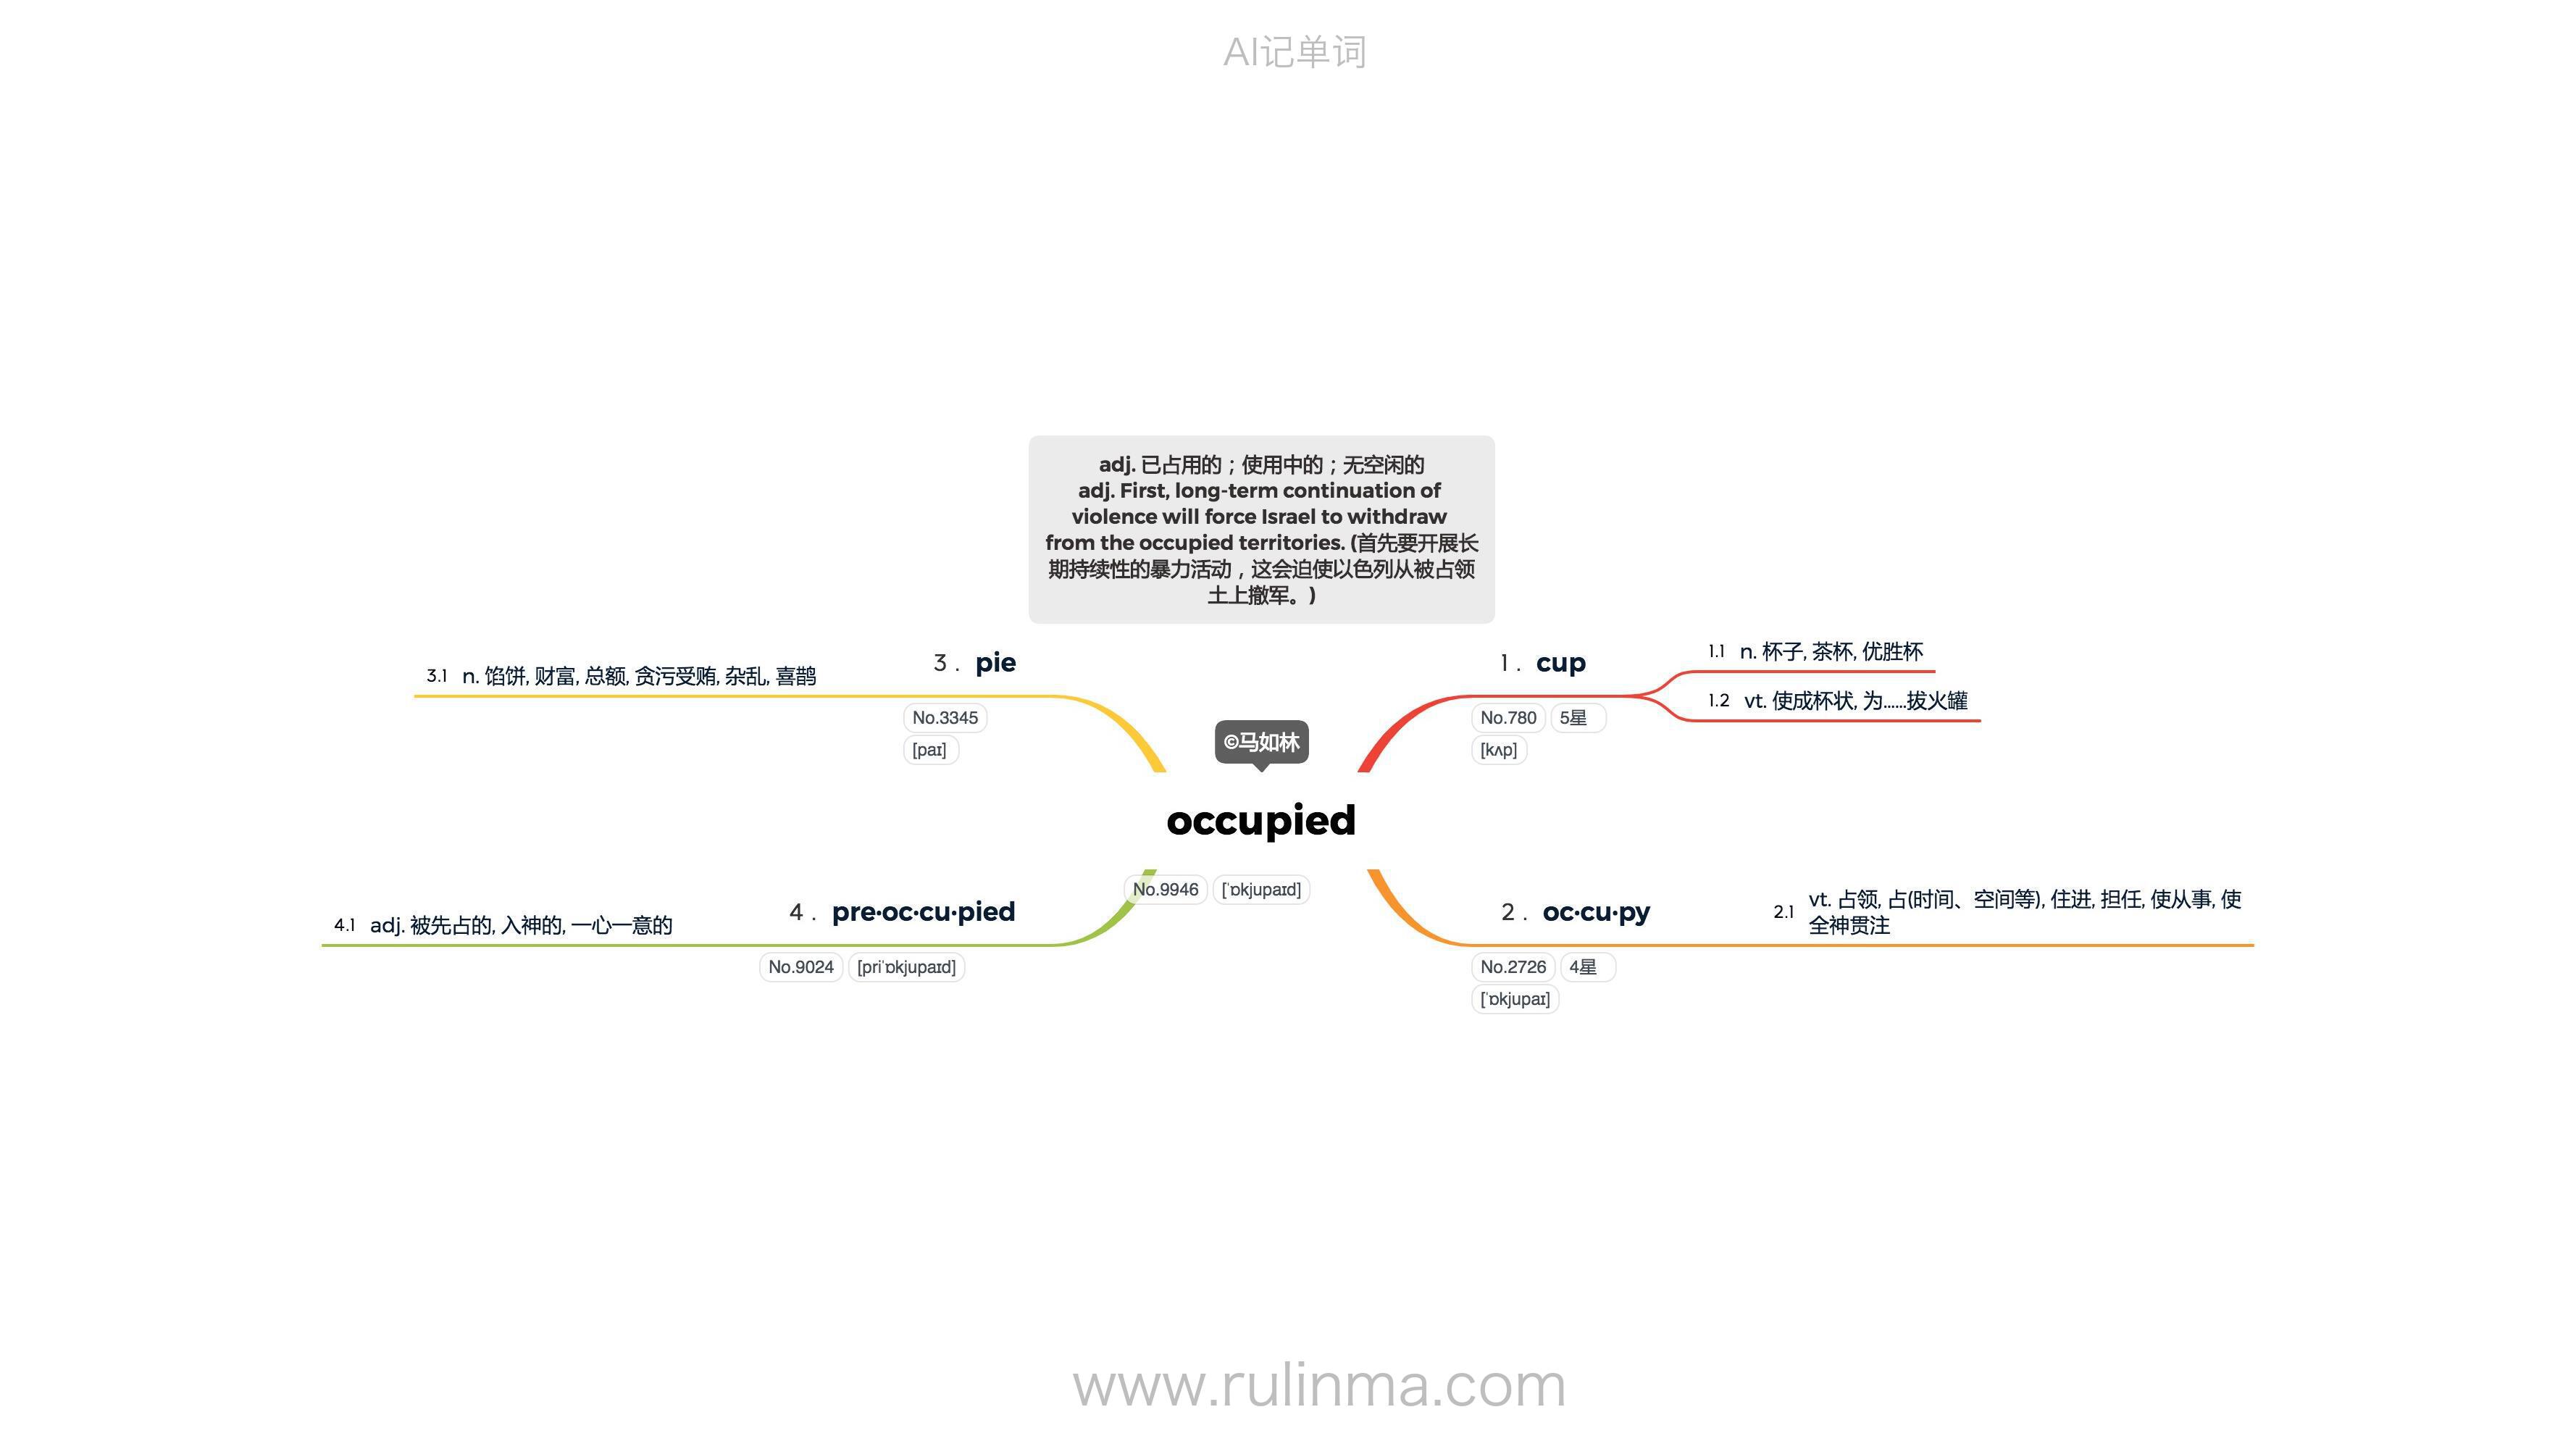 AI记单词
adj. 已占用的；使用中的；无空闲的
adj. First, long-term continuation of
violence will force Israel to withdraw
from the occupied territories. (首先要开展长
期持续性的暴力活动，这会迫使以色列从被占领
土上撤军。)
©马如林
occupied
No.9946 [ˈɒkjupaɪd]
1 . cup
No.780 5星
[kʌp]
1.1 n. 杯子, 茶杯, 优胜杯
1.2 vt. 使成杯状, 为……拔火罐
2 . oc·cu·py
No.2726 4星
[ˈɒkjupaɪ]
2.1 vt. 占领, 占(时间、空间等), 住进, 担任, 使从事, 使
全神贯注
3 . pie
No.3345
[paɪ]
3.1 n. 馅饼, 财富, 总额, 贪污受贿, 杂乱, 喜鹊
4 . pre·oc·cu·pied
No.9024 [priˈɒkjupaɪd]
4.1 adj. 被先占的, 入神的, 一心一意的
www.rulinma.com